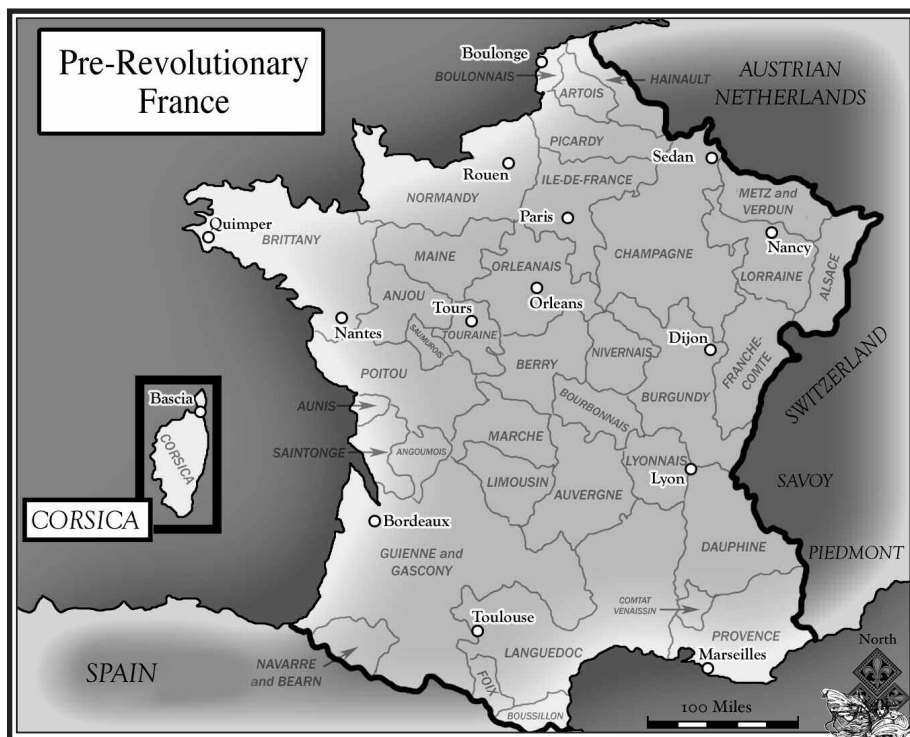 Pre-Revolutionary
France
Boulonge
BOULONNAIS
HAINAULT
ARTOIS
AUSTRIAN
NETHERLANDS
PICARDY
Sedan
Rouen
ILE-DE-FRANCE
NORMANDY
METZ and
VERDUN
Paris
Quimper
BRITTANY
Nancy
MAINE
ORLEANAIS
CHAMPAGNE
LORRAINE
ALSACE
ANJOU
Orleans
Tours
Nantes
SAUMUROIS
TOURAINE
Dijon
NIVERNAIS
BERRY
FRANCHE-
COMTE
SWITZERLAND
POITOU
BURGUNDY
Bascia
AUNIS
BOURBONNAIS
CORSICA
MARCHE
SAINTONGE
ANGOUMOIS
LYONNAIS
Lyon
LIMOUSIN
AUVERGNE
SAVOY
CORSICA
Bordeaux
DAUPHINE
PIEDMONT
GUIENNE and
GASCONY
COMTAT
VENAISSIN
Toulouse
PROVENCE
North
LANGUEDOC
Marseilles
SPAIN
NAVARRE
and BEARN
FOIX
BOUSSILLON
100 Miles